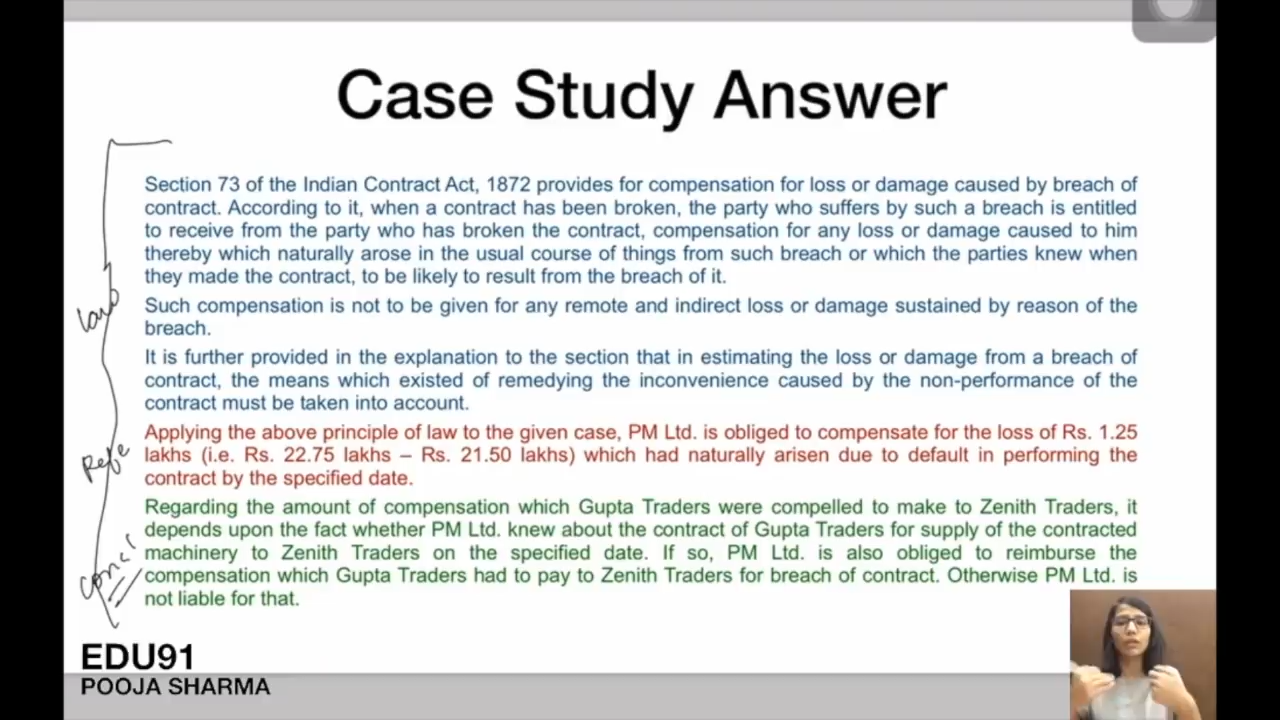 Case Study Answer
Section 73 of the Indian Contract Act, 1872 provides for compensation for loss or damage caused by breach of
contract. According to it, when a contract has been broken, the party who suffers by such a breach is entitled
to receive from the party who has broken the contract, compensation for any loss or damage caused to him
thereby which naturally arose in the usual course of things from such breach or which the parties knew when
they made the contract, to be likely to result from the breach of it.
Such compensation is not to be given for any remote and indirect loss or damage sustained by reason of the
breach.
It is further provided in the explanation to the section that in estimating the loss or damage from a breach of
contract, the means which existed of remedying the inconvenience caused by the non-performance of the
contract must be taken into account.
Law
Applying the above principle of law to the given case, PM Ltd. is obliged to compensate for the loss of Rs. 1.25
lakhs (i.e. Rs. 22.75 lakhs – Rs. 21.50 lakhs) which had naturally arisen due to default in performing the
contract by the specified date.
Refe
Regarding the amount of compensation which Gupta Traders were compelled to make to Zenith Traders, it
depends upon the fact whether PM Ltd. knew about the contract of Gupta Traders for supply of the contracted
machinery to Zenith Traders on the specified date. If so, PM Ltd. is also obliged to reimburse the
compensation which Gupta Traders had to pay to Zenith Traders for breach of contract. Otherwise PM Ltd. is
not liable for that.
EDU91
POOJA SHARMA